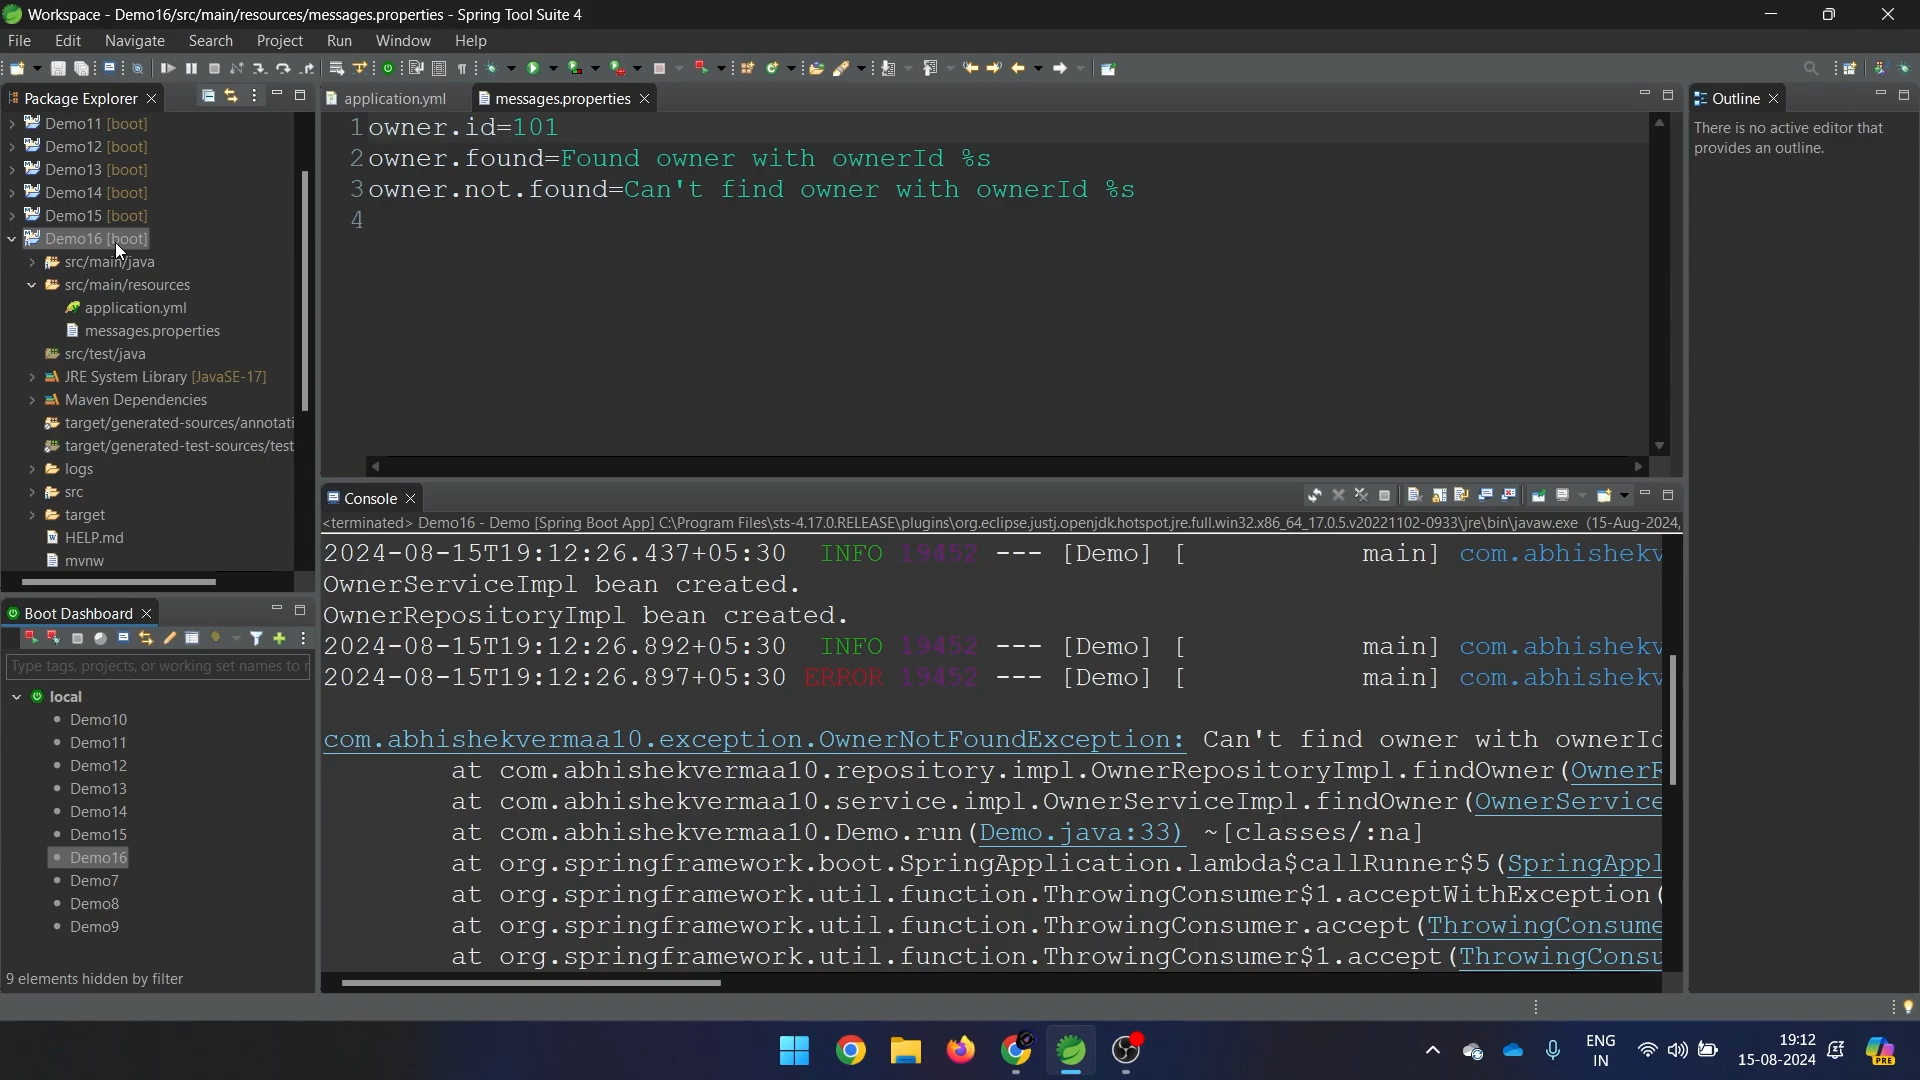 Workspace - Demo16/src/main/resources/messages.properties - Spring Tool Suite 4
File Edit Navigate Search Project Run Window Help
Package Explorer
Demo11 [boot]
Demo12 [boot]
Demo13 [boot]
Demo14 [boot]
Demo15 [boot]
Demo16 [boot]
src/main/java
src/main/resources
application.yml
messages.properties
src/test/java
JRE System Library [JavaSE-17]
Maven Dependencies
target/generated-sources/annotati
target/generated-test-sources/test
logs
src
target
HELP.md
mvnw
Boot Dashboard
Type tags, projects, or working set names to
local
Demo10
Demo11
Demo12
Demo13
Demo14
Demo15
Demo16
Demo7
Demo8
Demo9
9 elements hidden by filter
application.yml messages.properties
1 owner.id=101
2 owner.found=Found owner with ownerId %s
3 owner.not.found=Can't find owner with ownerId %s
4
Console
<terminated> Demo16 - Demo [Spring Boot App] C:\Program Files\sts-4.17.0.RELEASE\plugins\org.eclipse.justj.openjdk.hotspot.jre.full.win32.x86_64_17.0.5.v20221102-0933\jre\bin\javaw.exe (15-Aug-2024,
2024-08-15T19:12:26.437+05:30 INFO 19452 --- [Demo] [ main] com.abhishekv
OwnerServiceImpl bean created.
OwnerRepositoryImpl bean created.
2024-08-15T19:12:26.892+05:30 INFO 19452 --- [Demo] [ main] com.abhishekv
2024-08-15T19:12:26.897+05:30 ERROR 19452 --- [Demo] [ main] com.abhishekv
com.abhishekvermaa10.exception.OwnerNotFoundException: Can't find owner with ownerId
at com.abhishekvermaa10.repository.impl.OwnerRepositoryImpl.findOwner(OwnerR
at com.abhishekvermaa10.service.impl.OwnerServiceImpl.findOwner(OwnerService
at com.abhishekvermaa10.Demo.run(Demo.java:33) ~[classes/:na]
at org.springframework.boot.SpringApplication.lambda$callRunner$5(SpringAppl
at org.springframework.util.function.ThrowingConsumer$1.acceptWithException(
at org.springframework.util.function.ThrowingConsumer.accept(ThrowingConsume
at org.springframework.util.function.ThrowingConsumer$1.accept(ThrowingConsu
Outline
There is no active editor that
provides an outline.
ENG
IN
19:12
15-08-2024
PRE